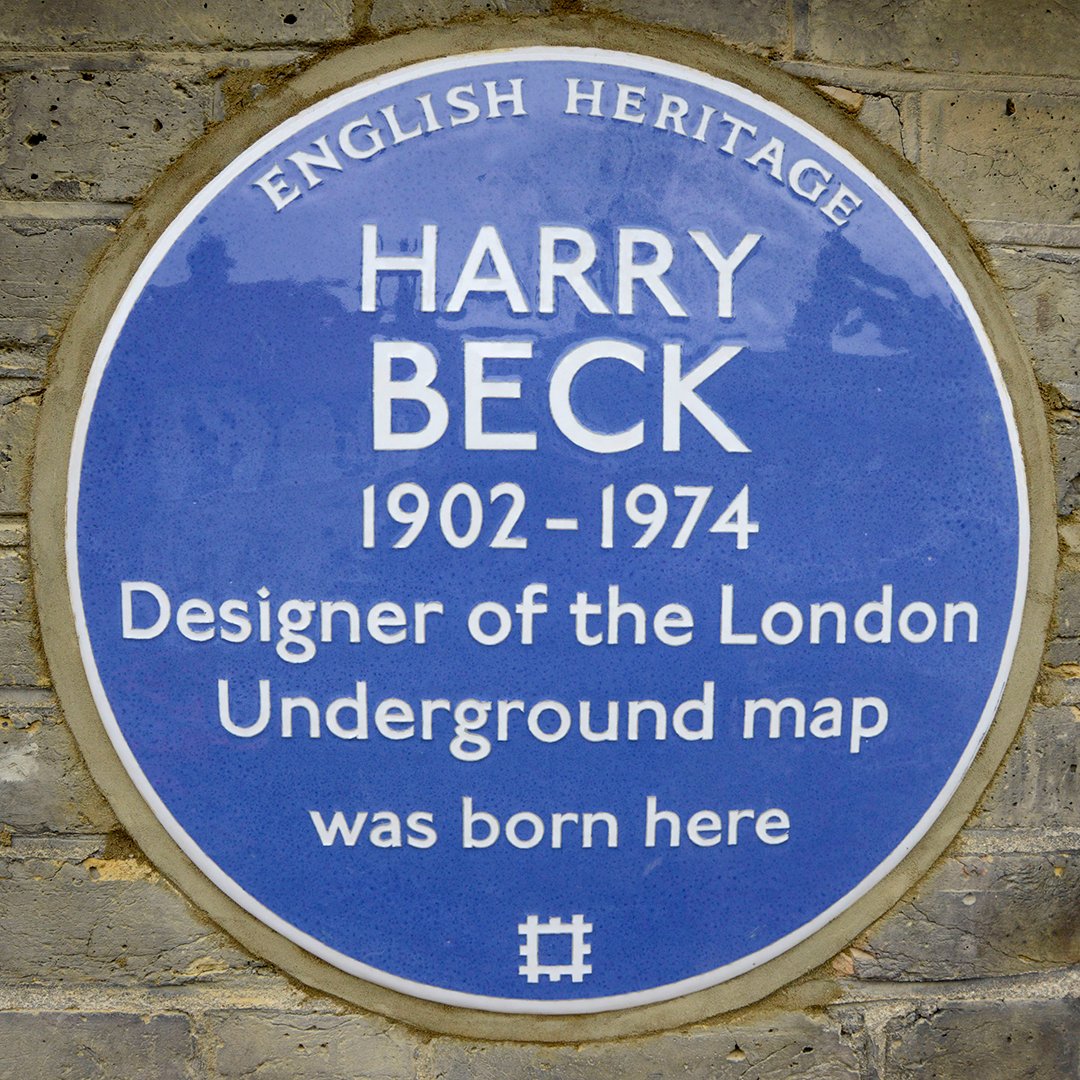 ENGLISH HERITAGE
HARRY
BECK
1902 – 1974
Designer of the London
Underground map
was born here